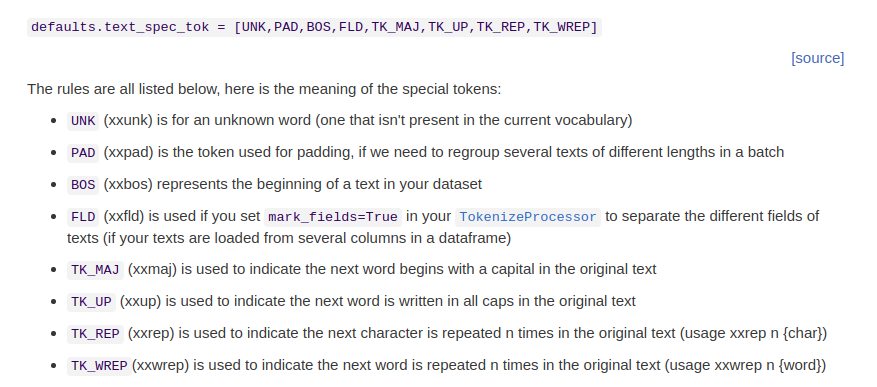 defaults.text_spec_tok = [UNK,PAD,BOS,FLD,TK_MAJ,TK_UP,TK_REP,TK_WREP]
[source]
The rules are all listed below, here is the meaning of the special tokens:
• UNK (xxunk) is for an unknown word (one that isn't present in the current vocabulary)
• PAD (xxpad) is the token used for padding, if we need to regroup several texts of different lengths in a batch
• BOS (xxbos) represents the beginning of a text in your dataset
• FLD (xxfld) is used if you set mark_fields=True in your TokenizeProcessor to separate the different fields of
texts (if your texts are loaded from several columns in a dataframe)
• TK_MAJ (xxmaj) is used to indicate the next word begins with a capital in the original text
• TK_UP (xxup) is used to indicate the next word is written in all caps in the original text
• TK_REP (xxrep) is used to indicate the next character is repeated n times in the original text (usage xxrep n {char})
• TK_WREP(xxwrep) is used to indicate the next word is repeated n times in the original text (usage xxwrep n {word})